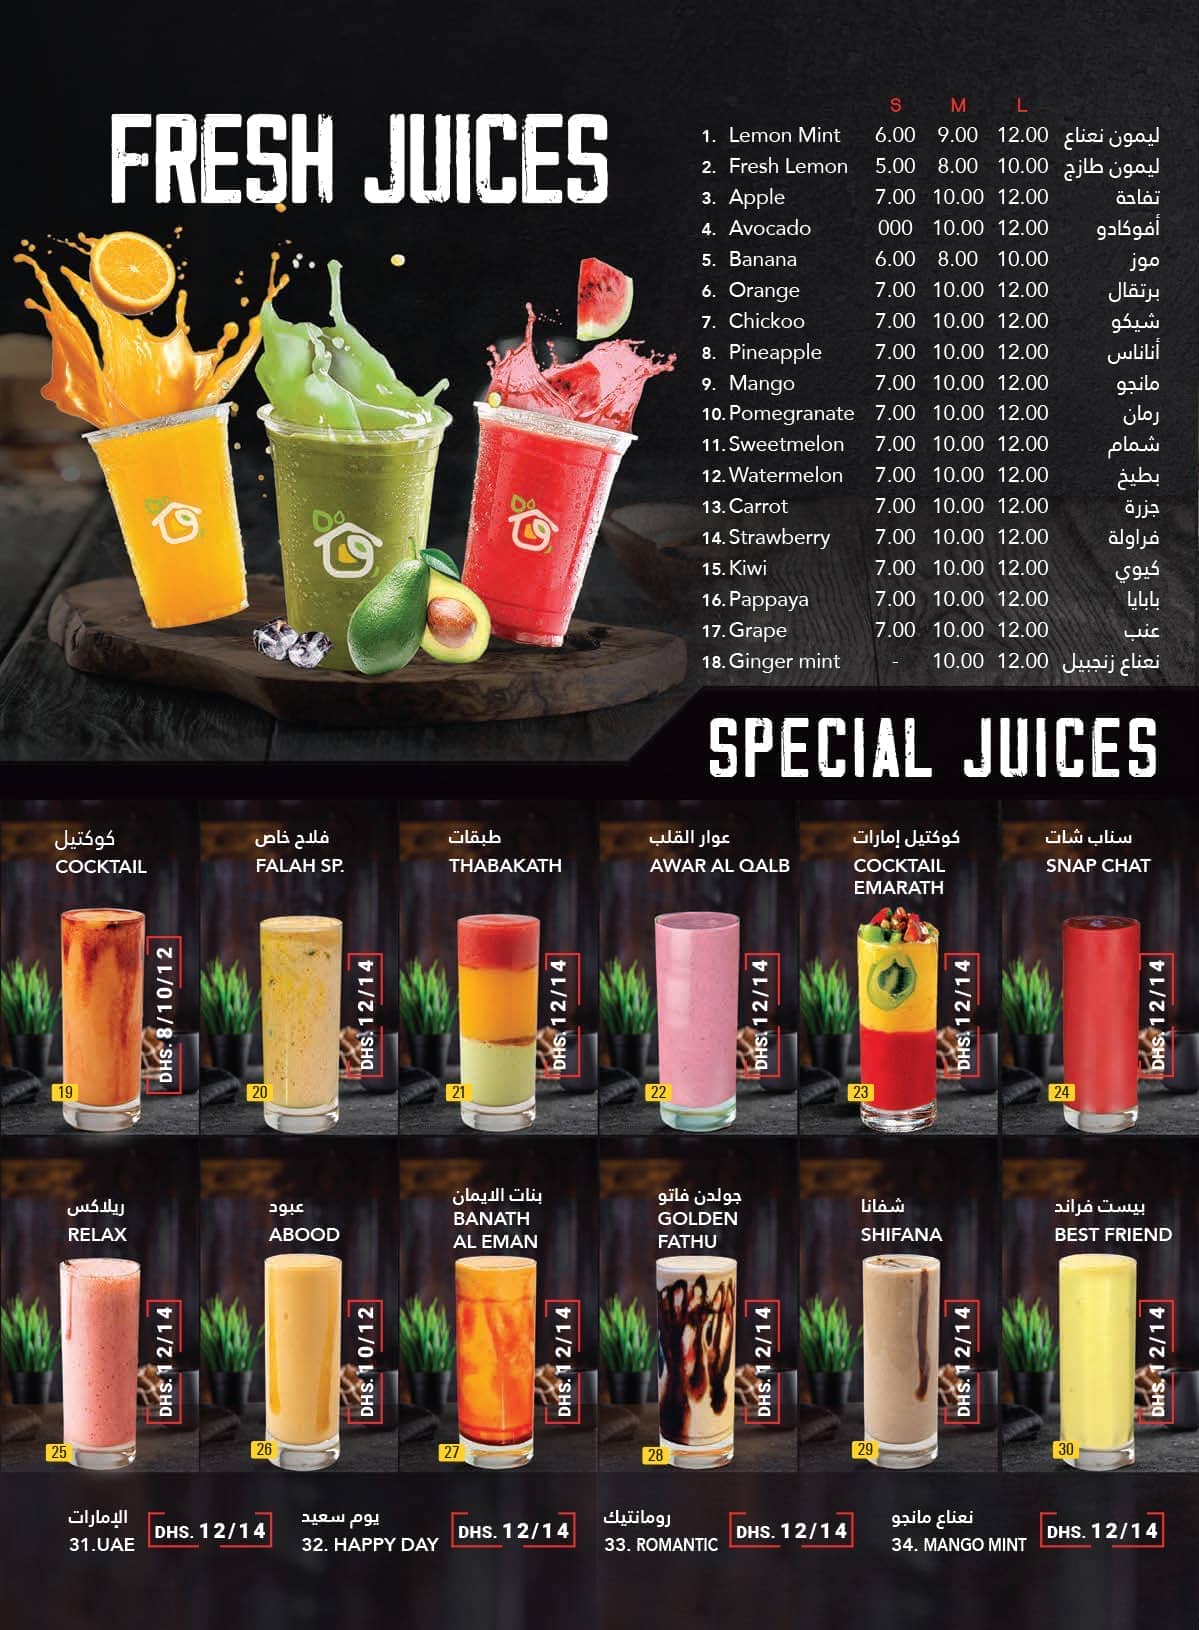 FRESH JUICES
S M L
1. Lemon Mint 6.00 9.00 12.00 ليمون نعناع
2. Fresh Lemon 5.00 8.00 10.00 ليمون طازج
3. Apple 7.00 10.00 12.00 تفاحة
4. Avocado 000 10.00 12.00 أفوكادو
5. Banana 6.00 8.00 10.00 موز
6. Orange 7.00 10.00 12.00 برتقال
7. Chickoo 7.00 10.00 12.00 شيكو
8. Pineapple 7.00 10.00 12.00 أناناس
9. Mango 7.00 10.00 12.00 مانجو
10. Pomegranate 7.00 10.00 12.00 رمان
11. Sweetmelon 7.00 10.00 12.00 شمام
12. Watermelon 7.00 10.00 12.00 بطيخ
13. Carrot 7.00 10.00 12.00 جزرة
14. Strawberry 7.00 10.00 12.00 فراولة
15. Kiwi 7.00 10.00 12.00 كيوي
16. Pappaya 7.00 10.00 12.00 بابايا
17. Grape 7.00 10.00 12.00 عنب
18. Ginger mint - 10.00 12.00 نعناع زنجبيل
SPECIAL JUICES
كوكتيل
COCKTAIL
DHS. 8/10/12
19
فلاح خاص
FALAH SP.
DHS. 12/14
20
طبقات
THABAKATH
DHS. 12/14
21
عوار القلب
AWAR AL QALB
DHS. 12/14
22
كوكتيل إمارات
COCKTAIL
EMARATH
DHS. 12/14
23
سناب شات
SNAP CHAT
DHS. 12/14
24
ريلاكس
RELAX
DHS. 12/14
25
عبود
ABOOD
DHS. 10/12
26
بنات الايمان
BANATH
AL EMAN
DHS. 12/14
27
جولدن فاتو
GOLDEN
FATHU
DHS. 12/14
28
شفانا
SHIFANA
DHS. 12/14
29
بيست فراند
BEST FRIEND
DHS. 12/14
30
الإمارات
31.UAE DHS. 12/14
يوم سعيد
32. HAPPY DAY DHS. 12/14
رومانتيك
33. ROMANTIC DHS. 12/14
نعناع مانجو
34. MANGO MINT DHS. 12/14